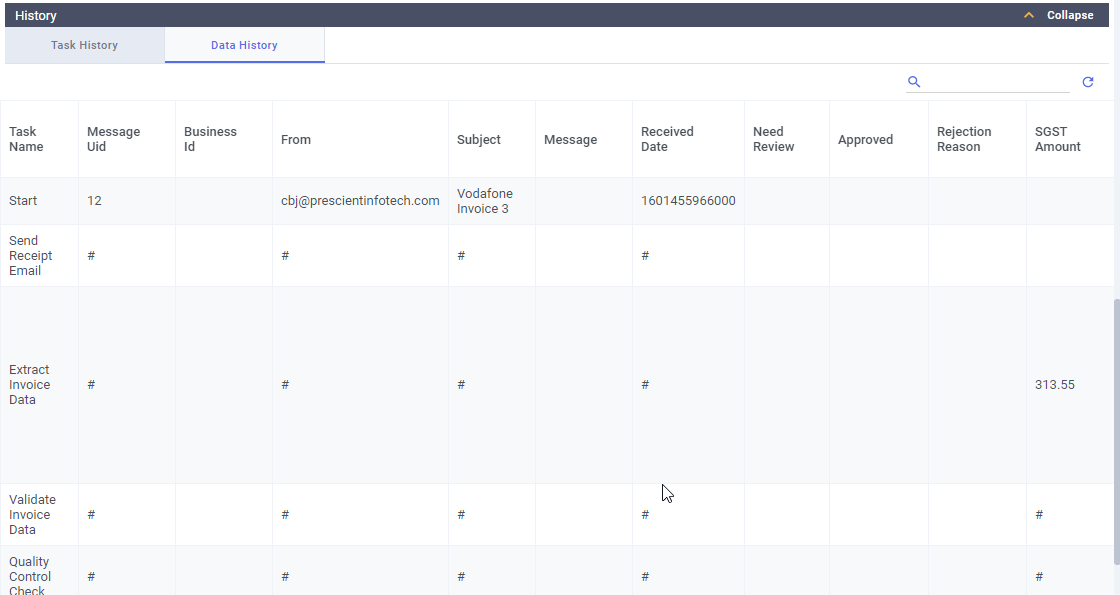 History
Collapse
Task History
Data History
Task Name
Message Uid
Business Id
From
Subject
Message
Received Date
Need Review
Approved
Rejection Reason
SGST Amount
Start 12 cbj@prescientinfotech.com Vodafone Invoice 3 1601455966000
Send Receipt Email # # # #
Extract Invoice Data # # # # 313.55
Validate Invoice Data # # # # #
Quality Control Check # # # # #